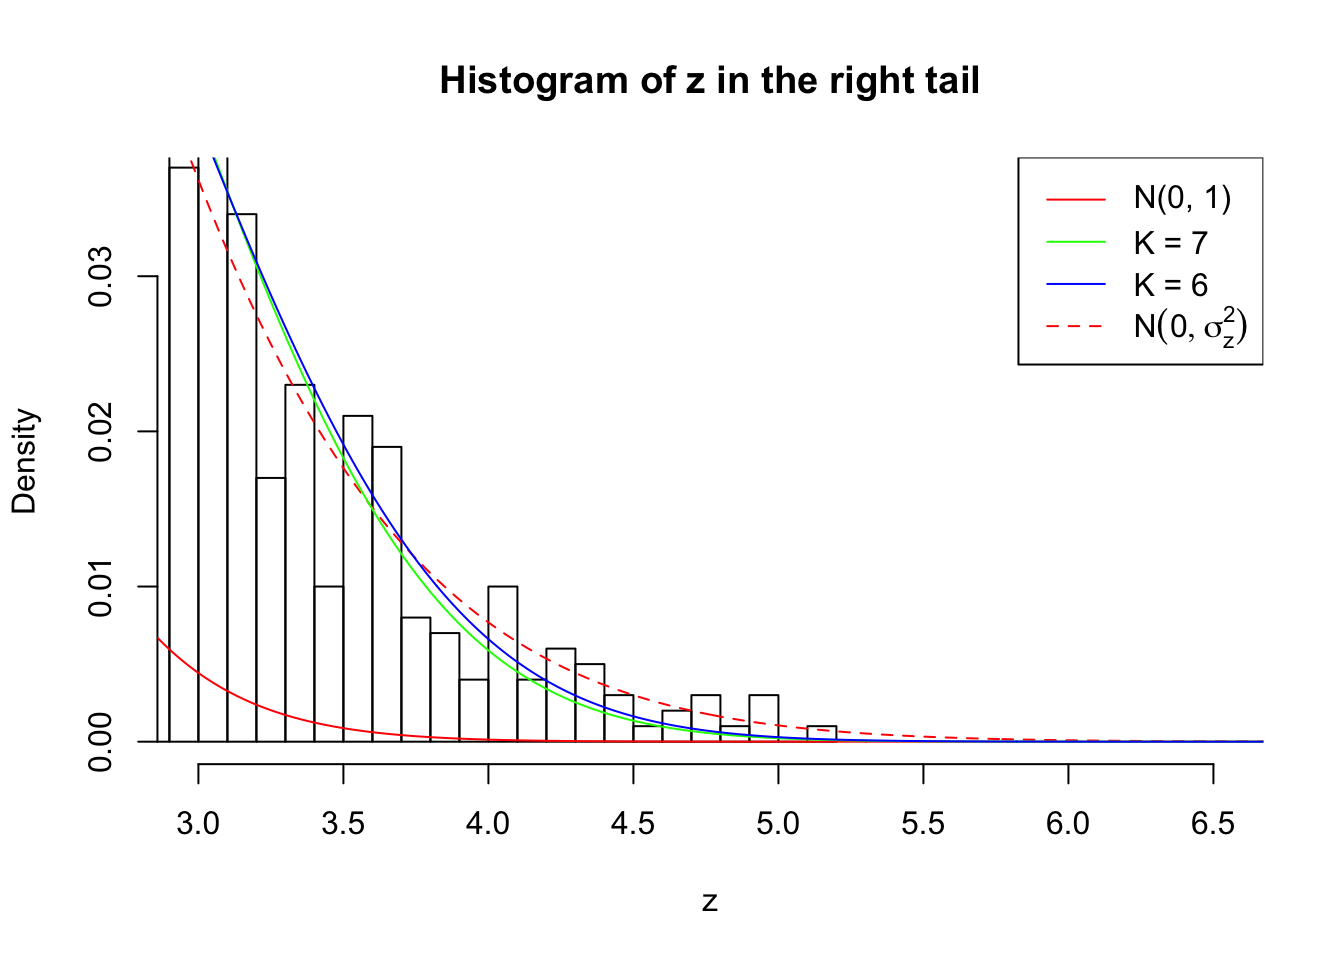 Histogram of z in the right tail
N(0, 1)
K = 7
K = 6
N(0, σ_z^2)
Density
0.03
0.02
0.01
0.00
3.0 3.5 4.0 4.5 5.0 5.5 6.0 6.5
z